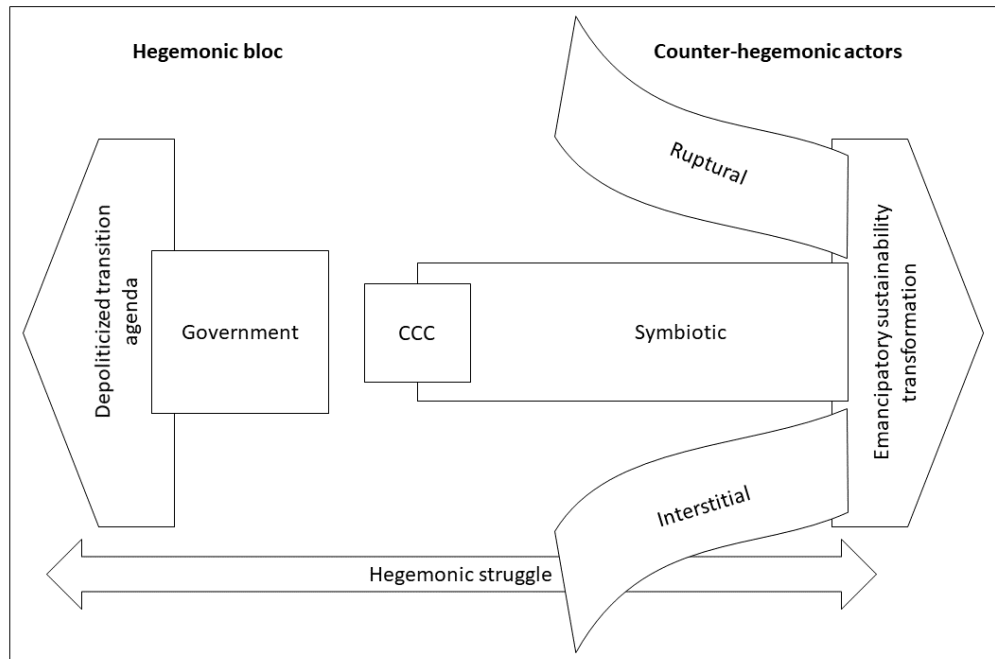 Hegemonic bloc
Counter-hegemonic actors
Depoliticized transition
agenda
Government
CCC
Symbiotic
Ruptural
Interstitial
Emancipatory sustainability
transformation
Hegemonic struggle